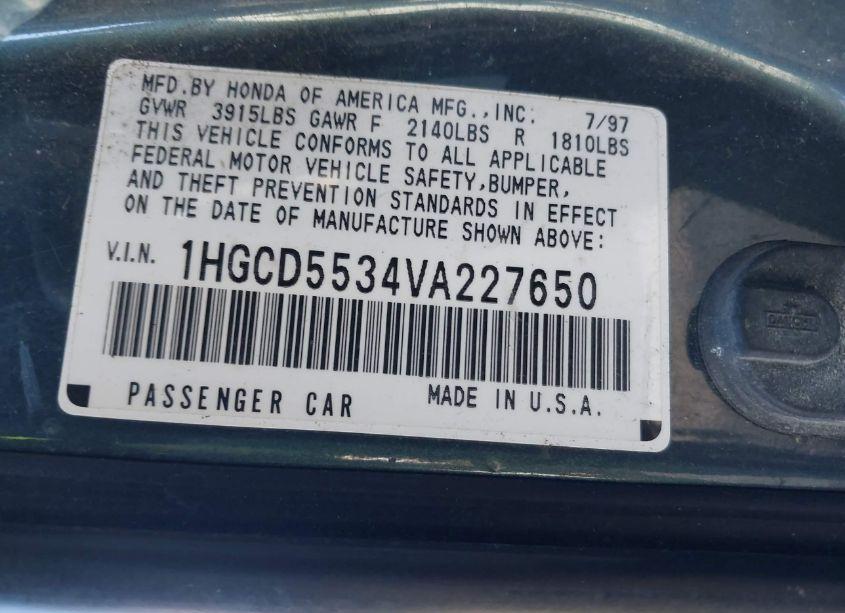 MFD.BY HONDA OF AMERICA MFG.,INC. 7/97
GVWR 3915LBS GAWR F 2140LBS R 1810LBS
THIS VEHICLE CONFORMS TO ALL APPLICABLE
FEDERAL MOTOR VEHICLE SAFETY,BUMPER,
AND THEFT PREVENTION STANDARDS IN EFFECT
ON THE DATE OF MANUFACTURE SHOWN ABOVE:
V.I.N. 1HGCD5534VA227650
PASSENGER CAR MADE IN U.S.A.